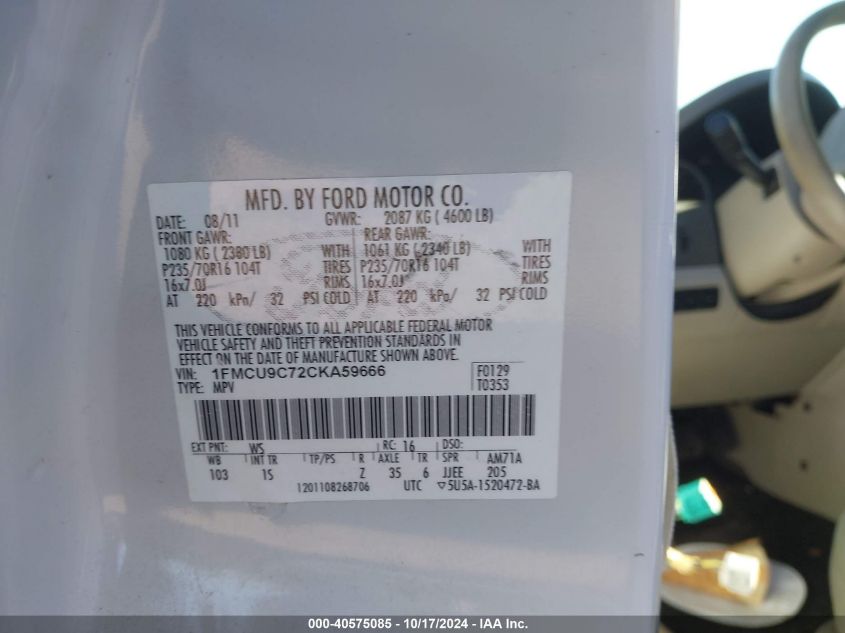 MFD. BY FORD MOTOR CO.
DATE: 08/11 GVWR: 2087 KG ( 4600 LB)
FRONT GAWR: REAR GAWR:
1080 KG ( 2380 LB) WITH 1061 KG ( 2340 LB) WITH
P235/70R16 104T TIRES P235/70R16 104T TIRES
16x7.0J RIMS 16x7.0J RIMS
AT 220 kPa/ 32 PSI COLD AT 220 kPa/ 32 PSI COLD
THIS VEHICLE CONFORMS TO ALL APPLICABLE FEDERAL MOTOR
VEHICLE SAFETY AND THEFT PREVENTION STANDARDS IN
EFFECT ON THE DATE OF MANUFACTURE SHOWN ABOVE.
VIN: 1FMCU9C72CKA59666 F0129
TYPE: MPV T0353
EXT PNT: WS RC: 16 DSO:
WB INT TR TP/PS R AXLE TR SPR AM71A
103 1S Z 35 6 JJEE 205
1201108268706 UTC ▽5U5A-1520472-BA
000-40575085 - 10/17/2024 - IAA Inc.